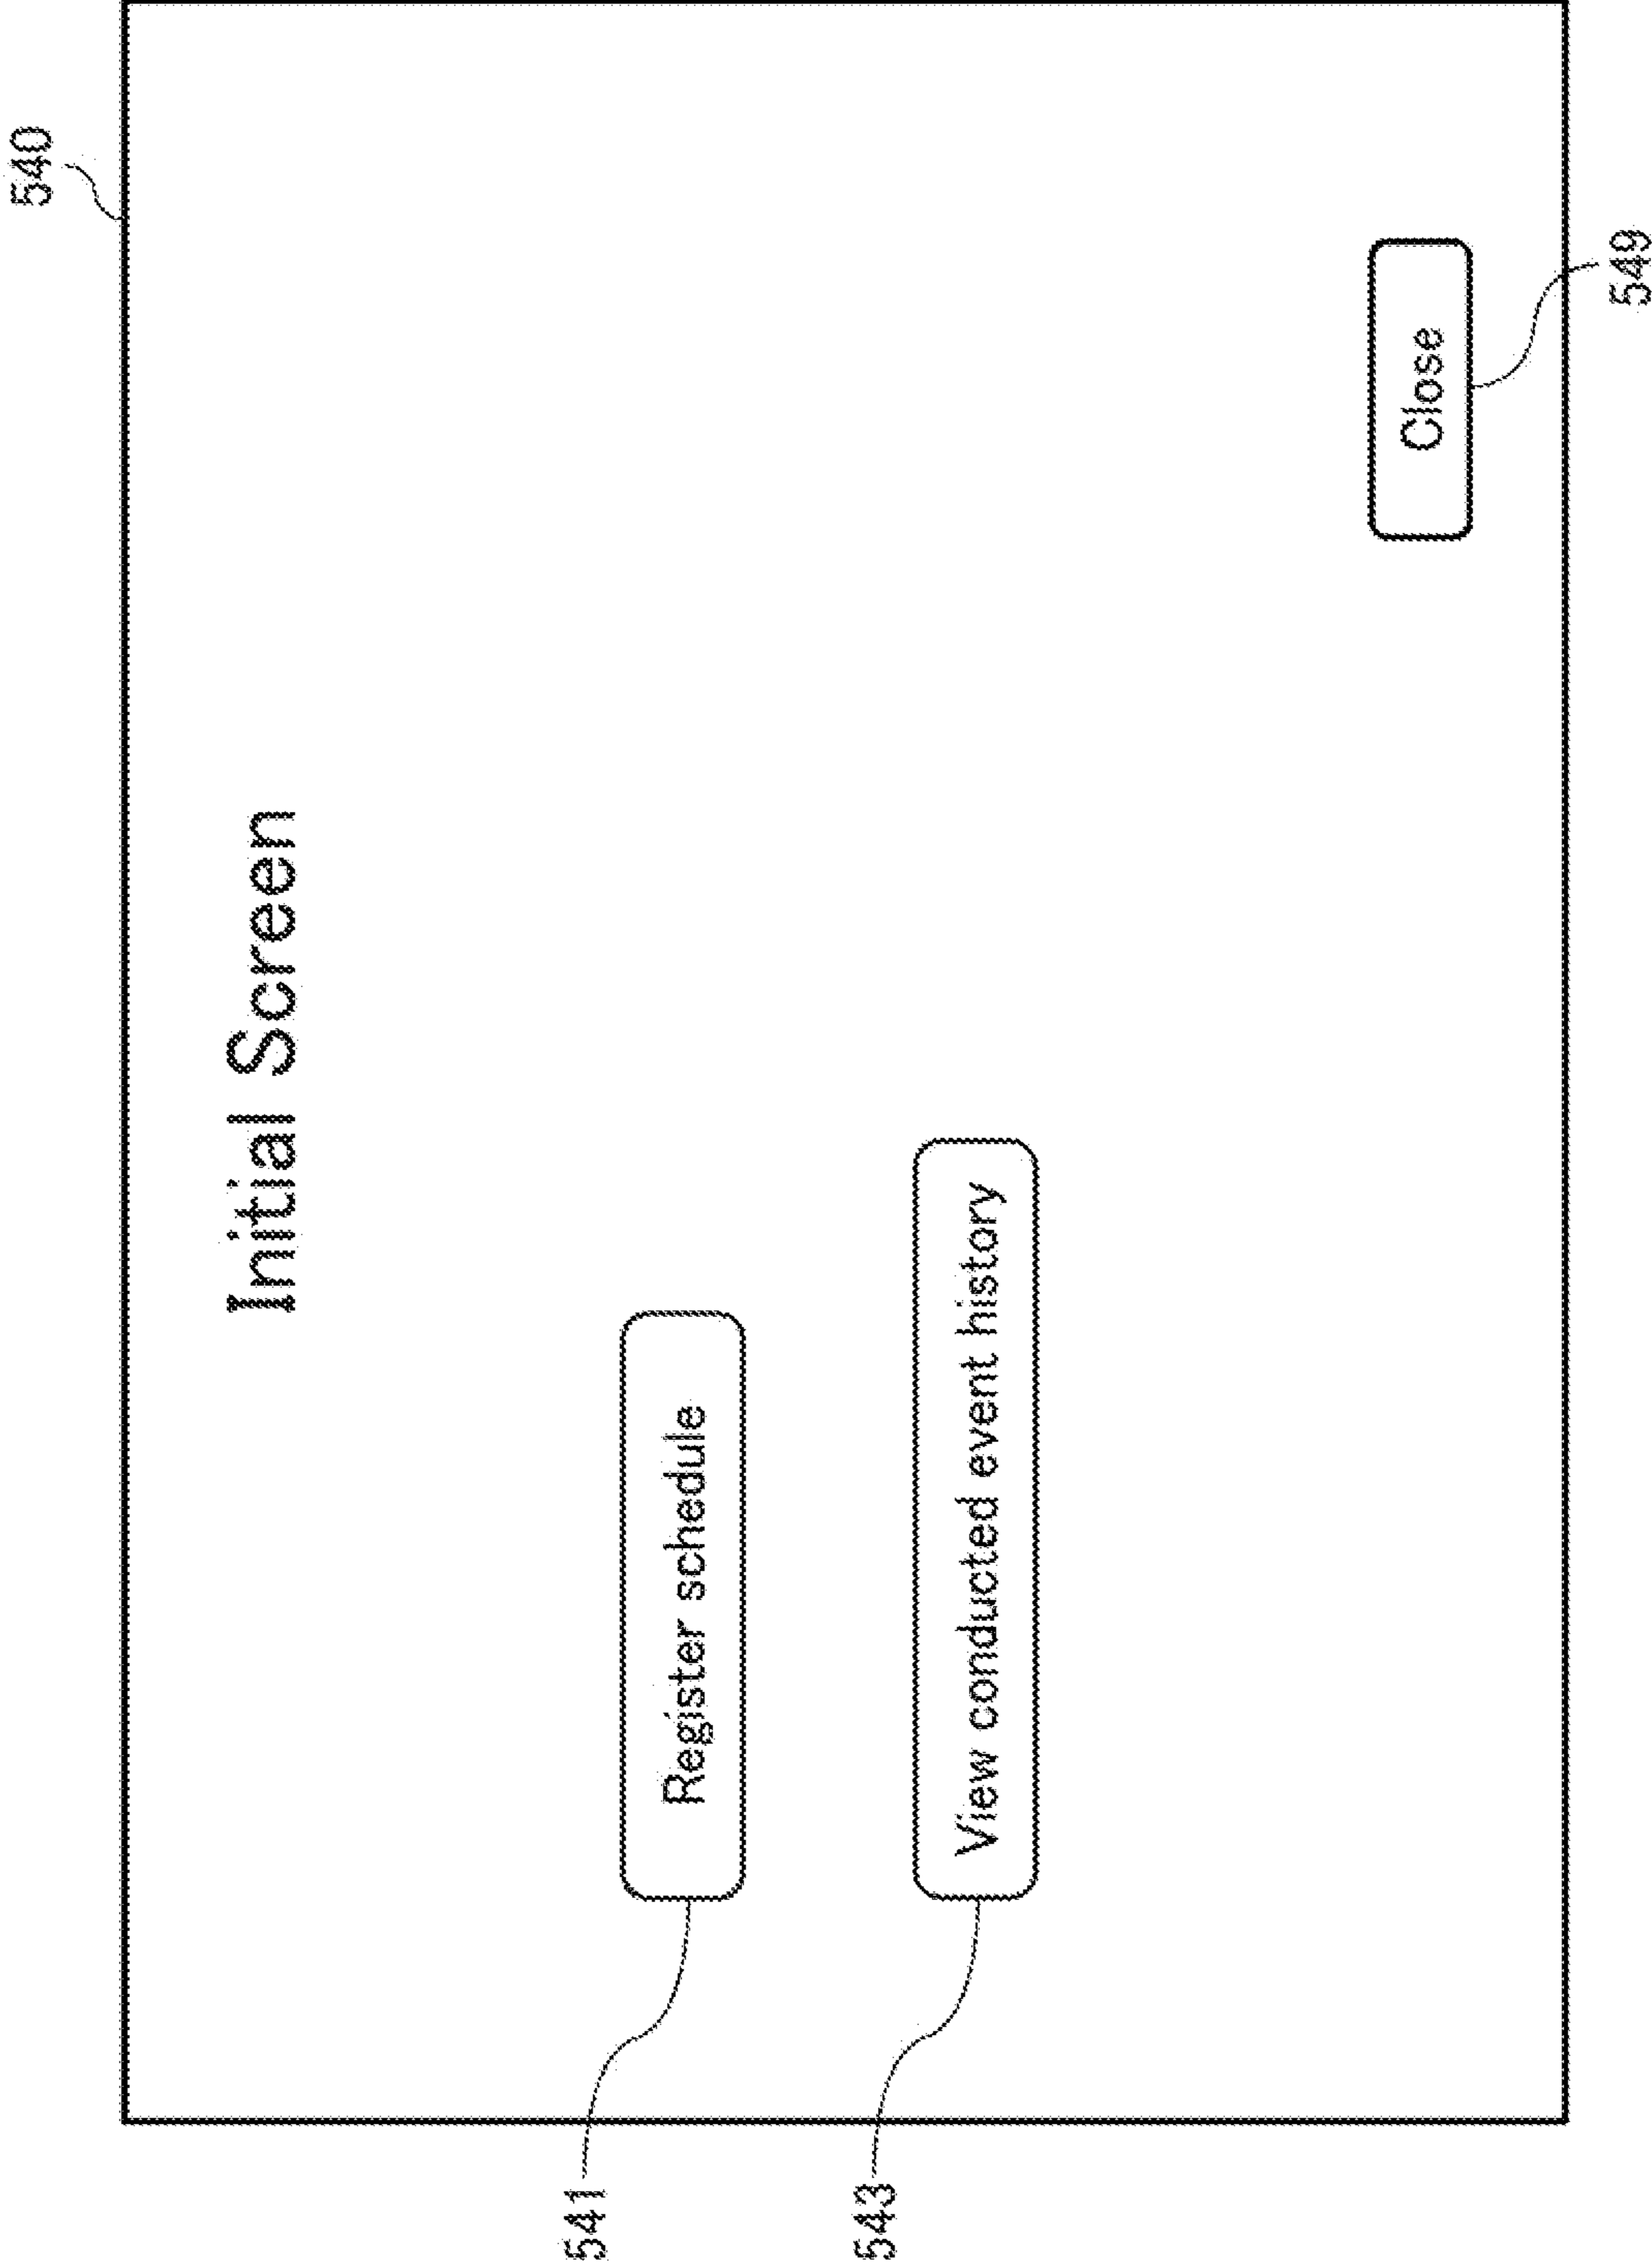 540
Initial Screen
541
Register schedule
543
View conducted event history
Close
549